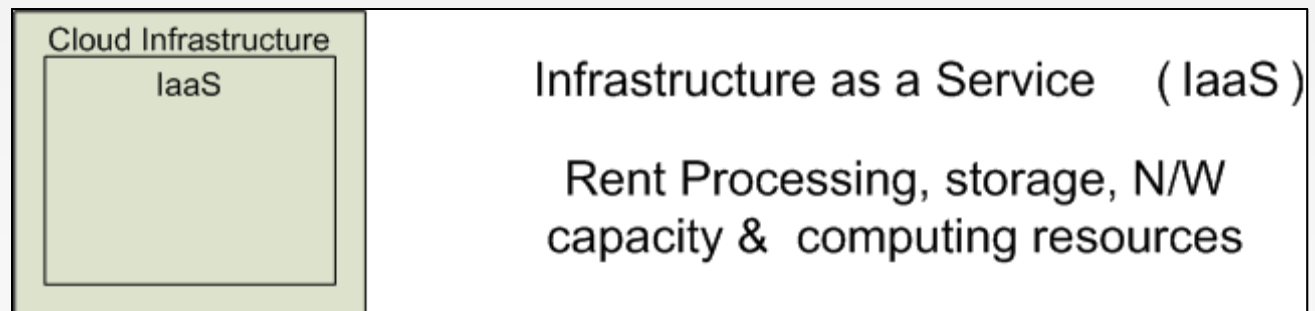 Cloud Infrastructure
IaaS
Infrastructure as a Service ( IaaS )
Rent Processing, storage, N/W
capacity & computing resources